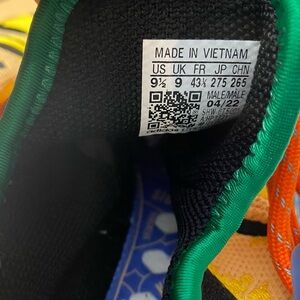 MADE IN VIETNAM
US UK FR JP CHN
9½ 9 43⅓ 275 265
MALE/MALE
04/22